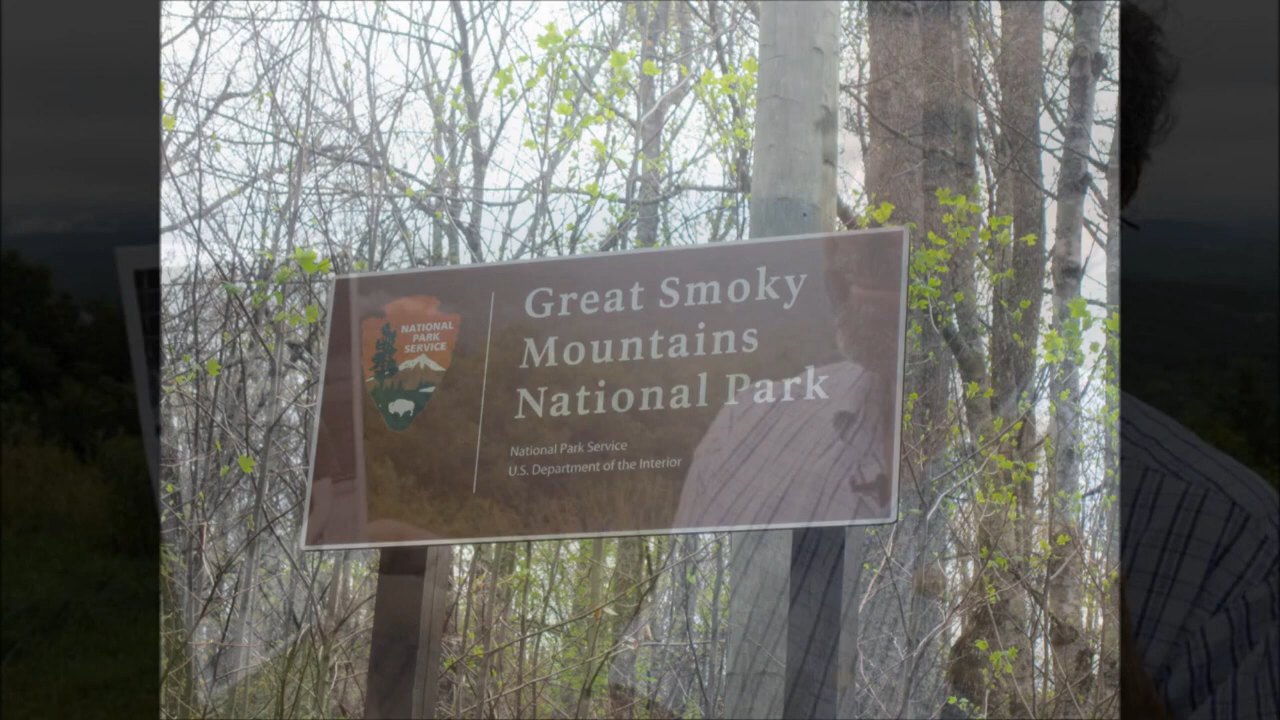 NATIONAL
PARK
SERVICE
Great Smoky
Mountains
National Park
National Park Service
U.S. Department of the Interior